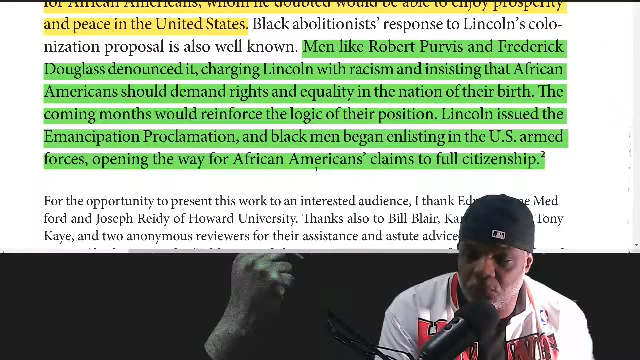 for African Americans, whom he doubted would be able to enjoy prosperity
and peace in the United States. Black abolitionists' response to Lincoln's colo-
nization proposal is also well known. Men like Robert Purvis and Frederick
Douglass denounced it, charging Lincoln with racism and insisting that African
Americans should demand rights and equality in the nation of their birth. The
coming months would reinforce the logic of their position. Lincoln issued the
Emancipation Proclamation, and black men began enlisting in the U.S. armed
forces, opening the way for African Americans' claims to full citizenship.²
For the opportunity to present this work to an interested audience, I thank Med
ford and Joseph Reidy of Howard University. Thanks also to Bill Blair, Tony
Kaye, and two anonymous reviewers for their assistance and astute advice